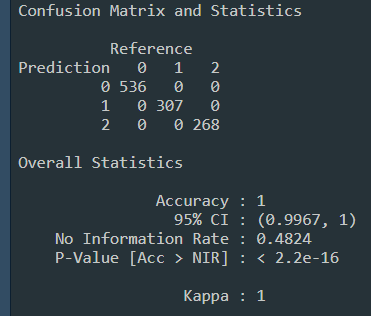 Confusion Matrix and Statistics
Reference
Prediction 0 1 2
0 536 0 0
1 0 307 0
2 0 0 268
Overall Statistics
Accuracy : 1
95% CI : (0.9967, 1)
No Information Rate : 0.4824
P-Value [Acc > NIR] : < 2.2e-16
Kappa : 1